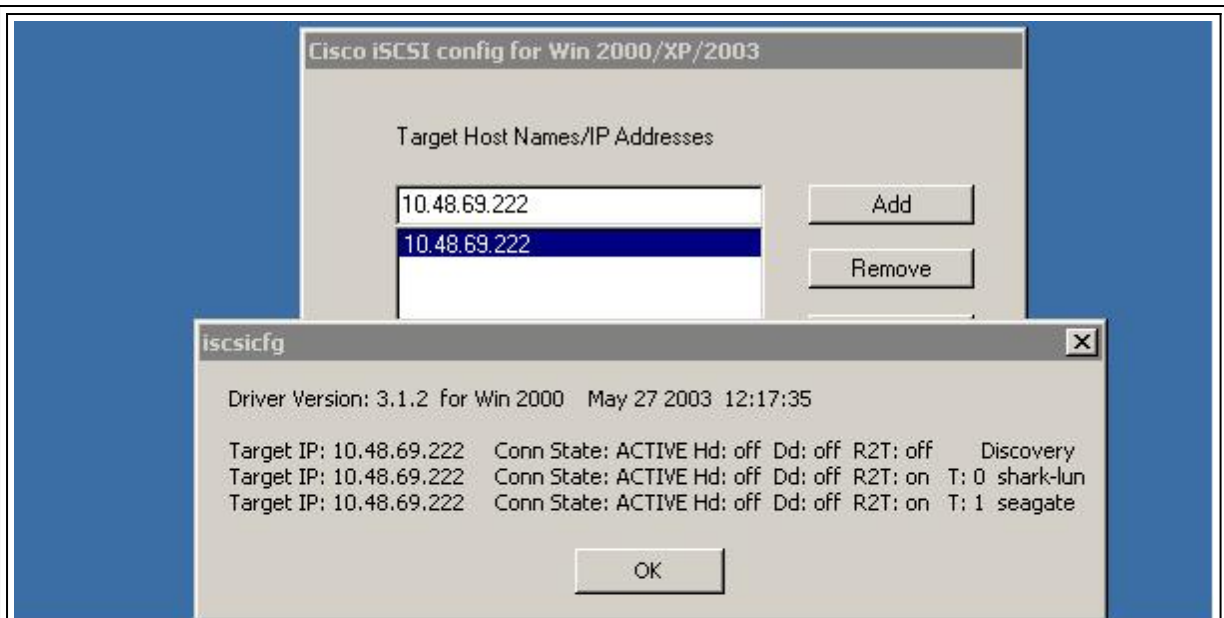 Cisco iSCSI config for Win 2000/XP/2003
Target Host Names/IP Addresses
10.48.69.222
Add
10.48.69.222
Remove
iscsicfg
Driver Version: 3.1.2 for Win 2000 May 27 2003 12:17:35
Target IP: 10.48.69.222 Conn State: ACTIVE Hd: off Dd: off R2T: off Discovery
Target IP: 10.48.69.222 Conn State: ACTIVE Hd: off Dd: off R2T: on T: 0 shark-lun
Target IP: 10.48.69.222 Conn State: ACTIVE Hd: off Dd: off R2T: on T: 1 seagate
OK